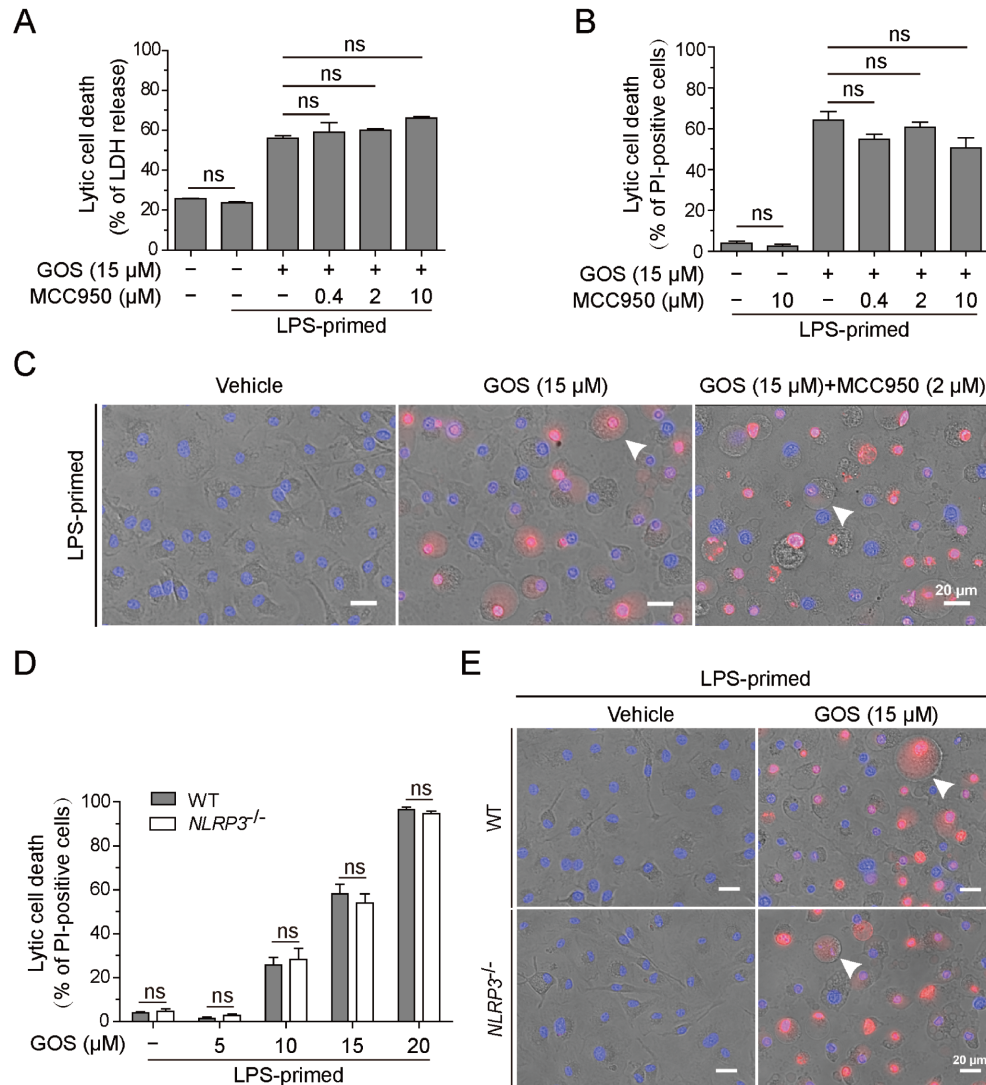 A
Lytic cell death
(% of LDH release)
100
80
60
40
20
0
ns
ns
ns
ns
GOS (15 µM) – – + + + +
MCC950 (µM) – – – 0.4 2 10
LPS-primed
B
Lytic cell death
(% of PI-positive cells)
100
80
60
40
20
0
ns
ns
ns
ns
GOS (15 µM) – – + + + +
MCC950 (µM) – 10 – 0.4 2 10
LPS-primed
C
Vehicle
GOS (15 µM)
GOS (15 µM)+MCC950 (2 µM)
LPS-primed
20 µm
D
Lytic cell death
(% of PI-positive cells)
100
80
60
40
20
0
WT
NLRP3-/-
ns
ns
ns
ns
ns
GOS (µM) – 5 10 15 20
LPS-primed
E
LPS-primed
Vehicle
GOS (15 µM)
WT
NLRP3-/-
20 µm